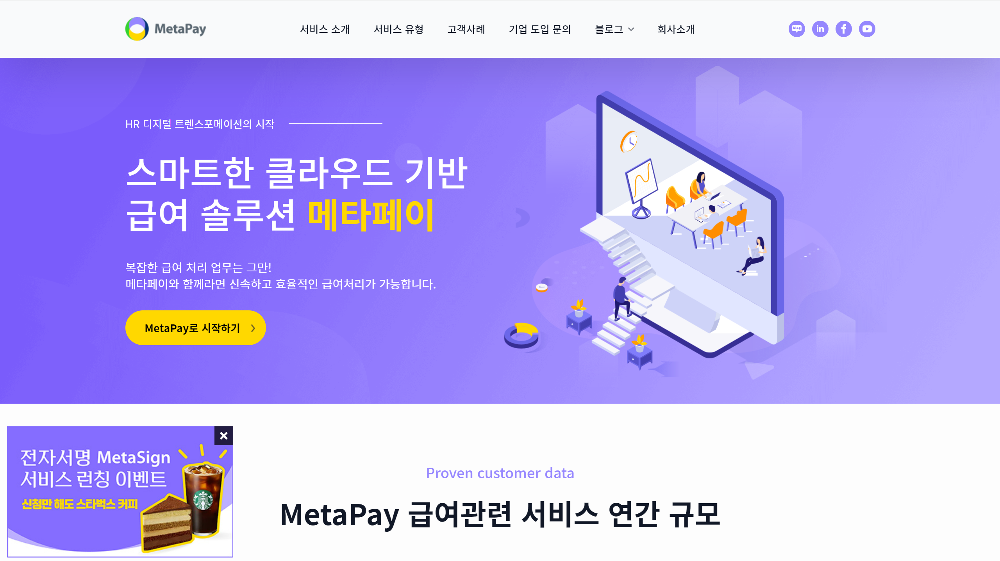 MetaPay
서비스 소개
서비스 유형
고객사례
기업 도입 문의
블로그
회사소개
blog
in
f
HR 디지털 트렌스포메이션의 시작
스마트한 클라우드 기반
급여 솔루션 메타페이
복잡한 급여 처리 업무는 그만!
메타페이와 함께라면 신속하고 효율적인 급여처리가 가능합니다.
MetaPay로 시작하기
전자서명 MetaSign
서비스 런칭 이벤트
신청만 해도 스타벅스 커피
Proven customer data
MetaPay 급여관련 서비스 연간 규모